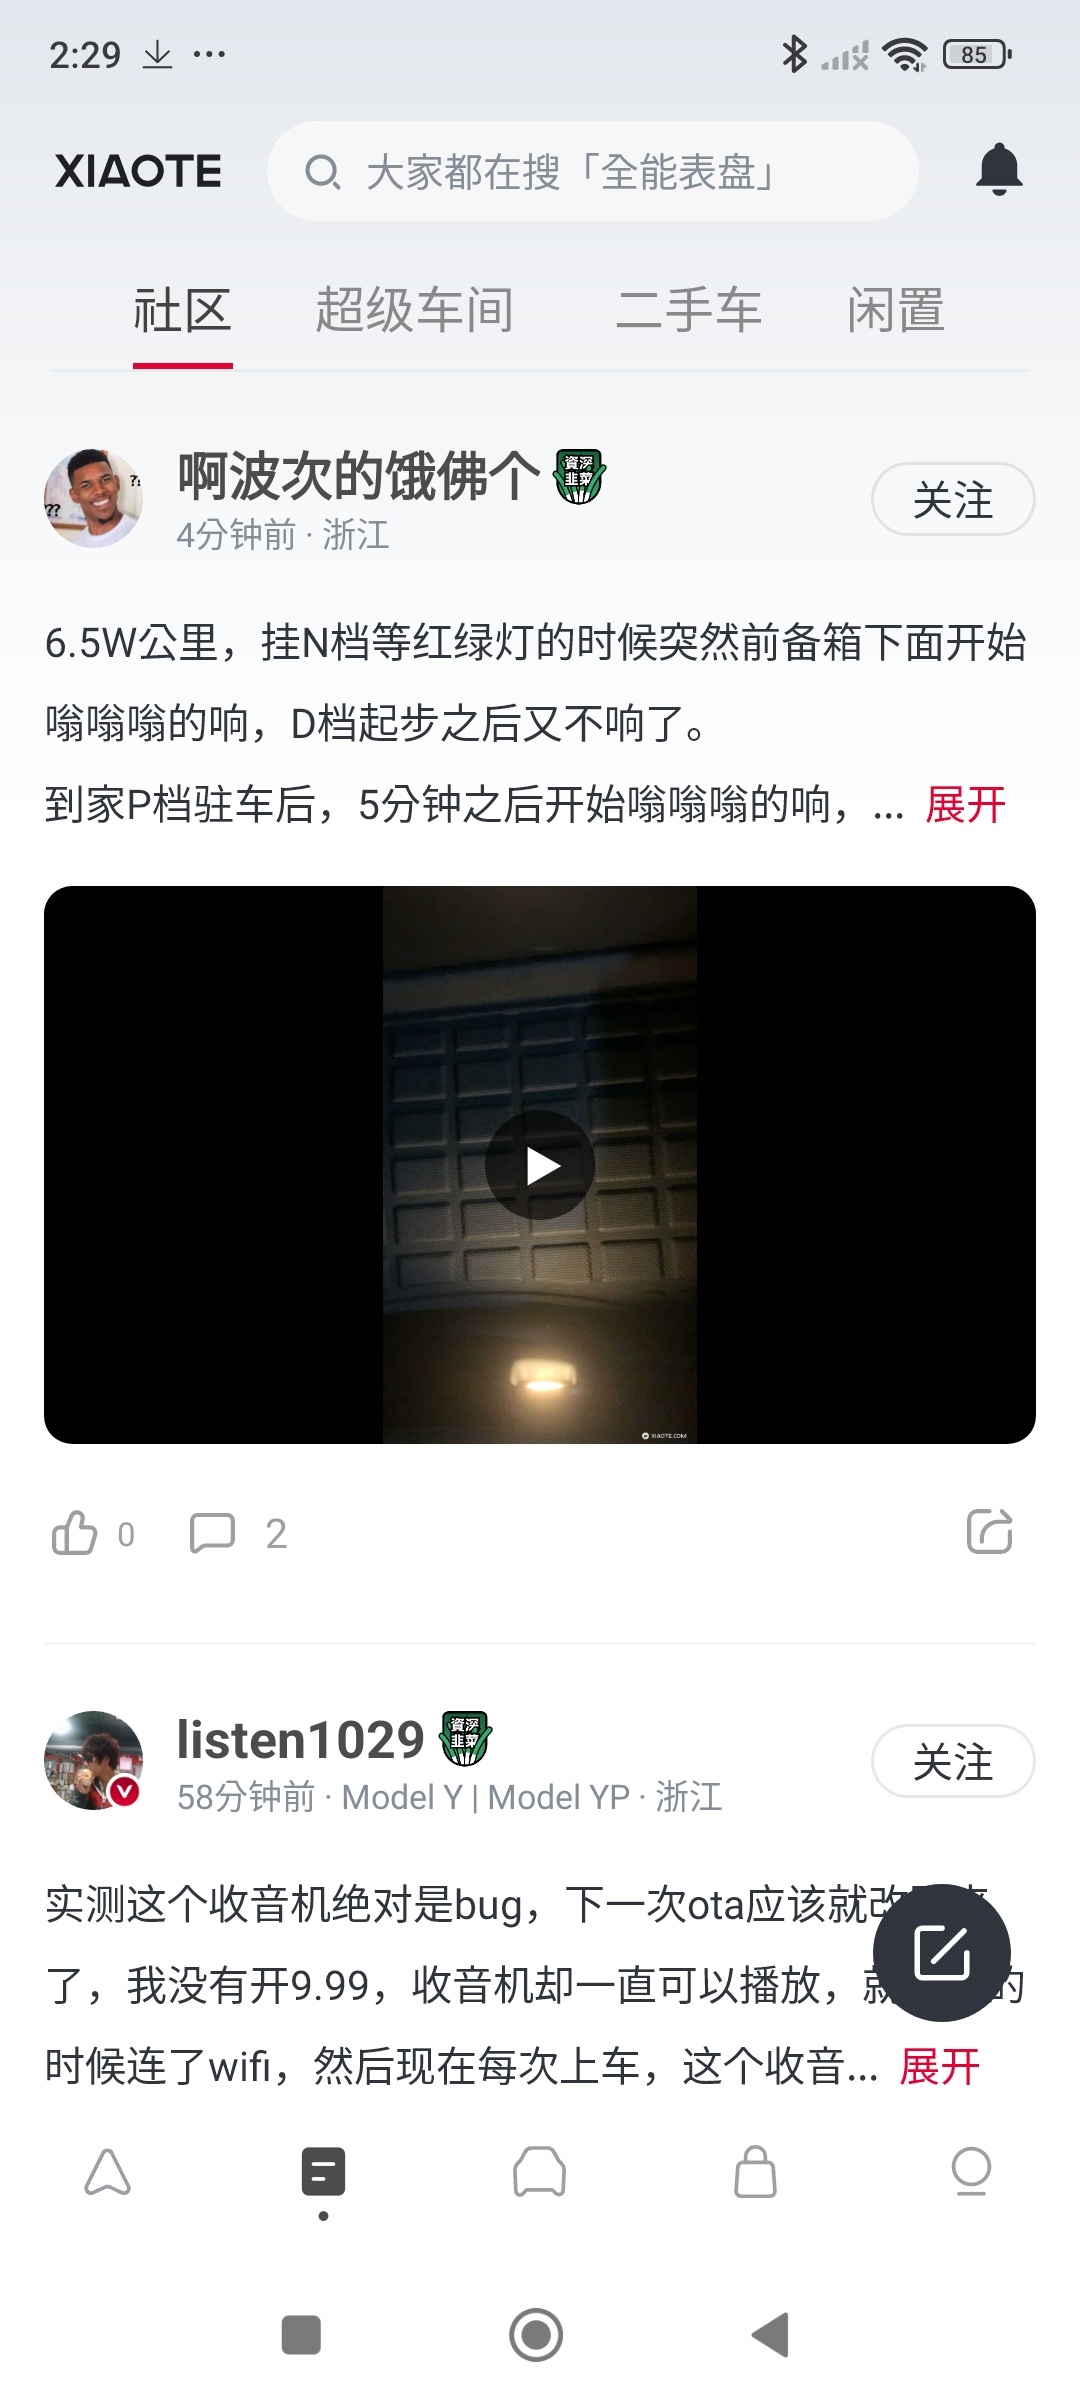 2:29
85
XIAOTE
大家都在搜「全能表盘」
社区 超级车间 二手车 闲置
啊波次的饿佛个 資深韭菜
4分钟前 · 浙江
关注
6.5W公里，挂N档等红绿灯的时候突然前备箱下面开始
嗡嗡嗡的响，D档起步之后又不响了。
到家P档驻车后，5分钟之后开始嗡嗡嗡的响，... 展开
XIAOTE.COM
0 2
listen1029 資深韭菜
58分钟前 · Model Y | Model YP · 浙江
关注
实测这个收音机绝对是bug，下一次ota应该就改
了，我没有开9.99，收音机却一直可以播放，就 的
时候连了wifi，然后现在每次上车，这个收音... 展开